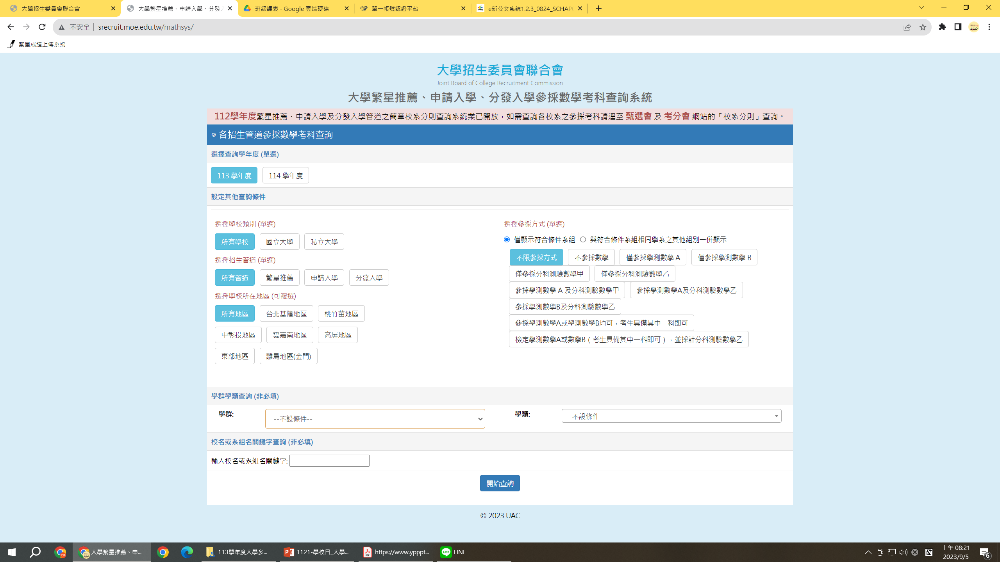 大學招生委員會聯合會
大學繁星推薦、申請入學、分發入
班級課表 - Google 雲端硬碟
單一帳號認證平台
e新公文系統1.2.3_0824_SCHAP
不安全 srecruit.moe.edu.tw/mathsys/
繁星成績上傳系統
大學招生委員會聯合會
Joint Board of College Recruitment Commission
大學繁星推薦、申請入學、分發入學參採數學考科查詢系統
112學年度繁星推薦、申請入學及分發入學管道之簡章校系分則查詢系統業已開放，如需查詢各校系之參採考科請逕至 甄選會 及 考分會 網站的「校系分則」查詢。
各招生管道參採數學考科查詢
選擇查詢學年度 (單選)
113 學年度 114 學年度
設定其他查詢條件
選擇學校類別 (單選)
所有學校 國立大學 私立大學
選擇招生管道 (單選)
所有管道 繁星推薦 申請入學 分發入學
選擇學校所在地區 (可複選)
所有地區 台北基隆地區 桃竹苗地區
中彰投地區 雲嘉南地區 高屏地區
東部地區 離島地區(金門)
選擇參採方式 (單選)
僅顯示符合條件系組 與符合條件系組相同學系之其他組別一併顯示
不限參採方式 不參採數學 僅參採學測數學 A 僅參採學測數學 B
僅參採分科測驗數學甲 僅參採分科測驗數學乙
參採學測數學 A 及分科測驗數學甲 參採學測數學A及分科測驗數學乙
參採學測數學B及分科測驗數學乙
參採學測數學A或學測數學B均可，考生具備其中一科即可
檢定學測數學A或數學B（考生具備其中一科即可），並採計分科測驗數學乙
學群學類查詢 (非必填)
學群: --不設條件-- 學類: --不設條件--
校名或系組名關鍵字查詢 (非必填)
輸入校名或系組名關鍵字:
開始查詢
© 2023 UAC
大學繁星推薦、申...
113學年度大學多...
1121-學校日_大學...
https://www.ypppt...
LINE
酷
上午 08:21
2023/9/5
6